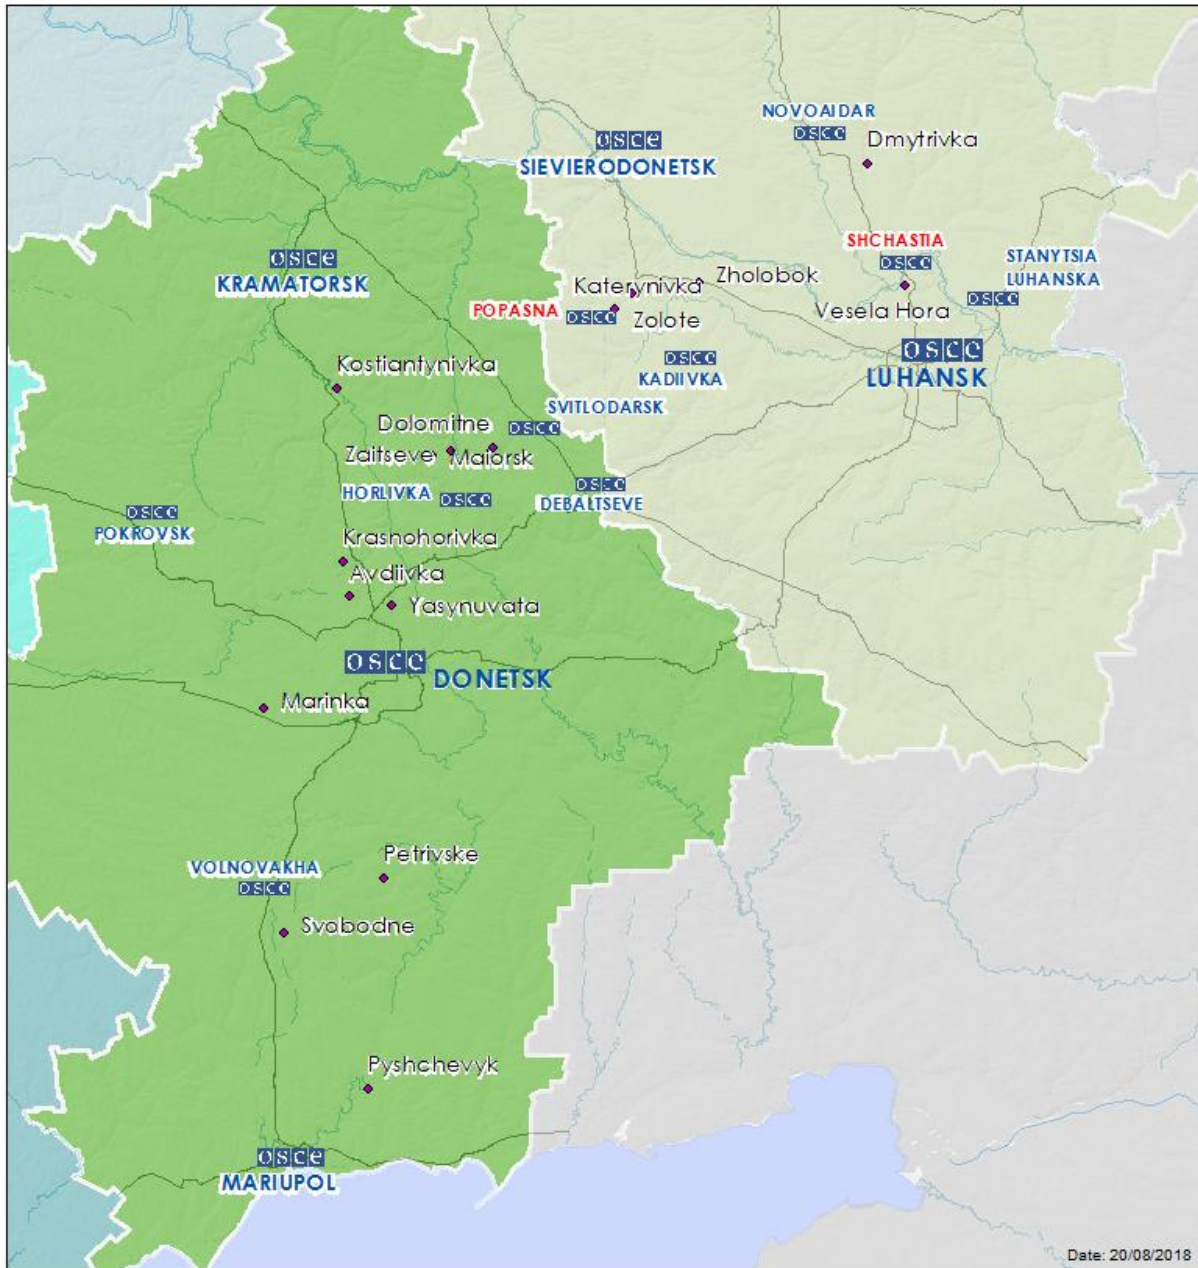 NOVOAIDAR
osce
Dmytrivka
osce
SIEVIERODONETSK
SHCHASTIA
osce
STANYTSIA
LUHANSKA
osce
osce
KRAMATORSK
Katerynivka
Zholobok
POPASNA
osce
Zolote
Vesela Hora
osce
LUHANSK
osce
KADIIVKA
Kostiantynivka
SVITLODARSK
osce
Dolomitne
Zaitseve
Maiorsk
HORLIVKA
osce
osce
DEBALTSEVE
osce
POKROVSK
Krasnohorivka
Avdiivka
Yasynuvata
osce
DONETSK
Marinka
Petrivske
VOLNOVAKHA
osce
Svobodne
Pyshchevyk
osce
MARIUPOL
Date: 20/08/2018